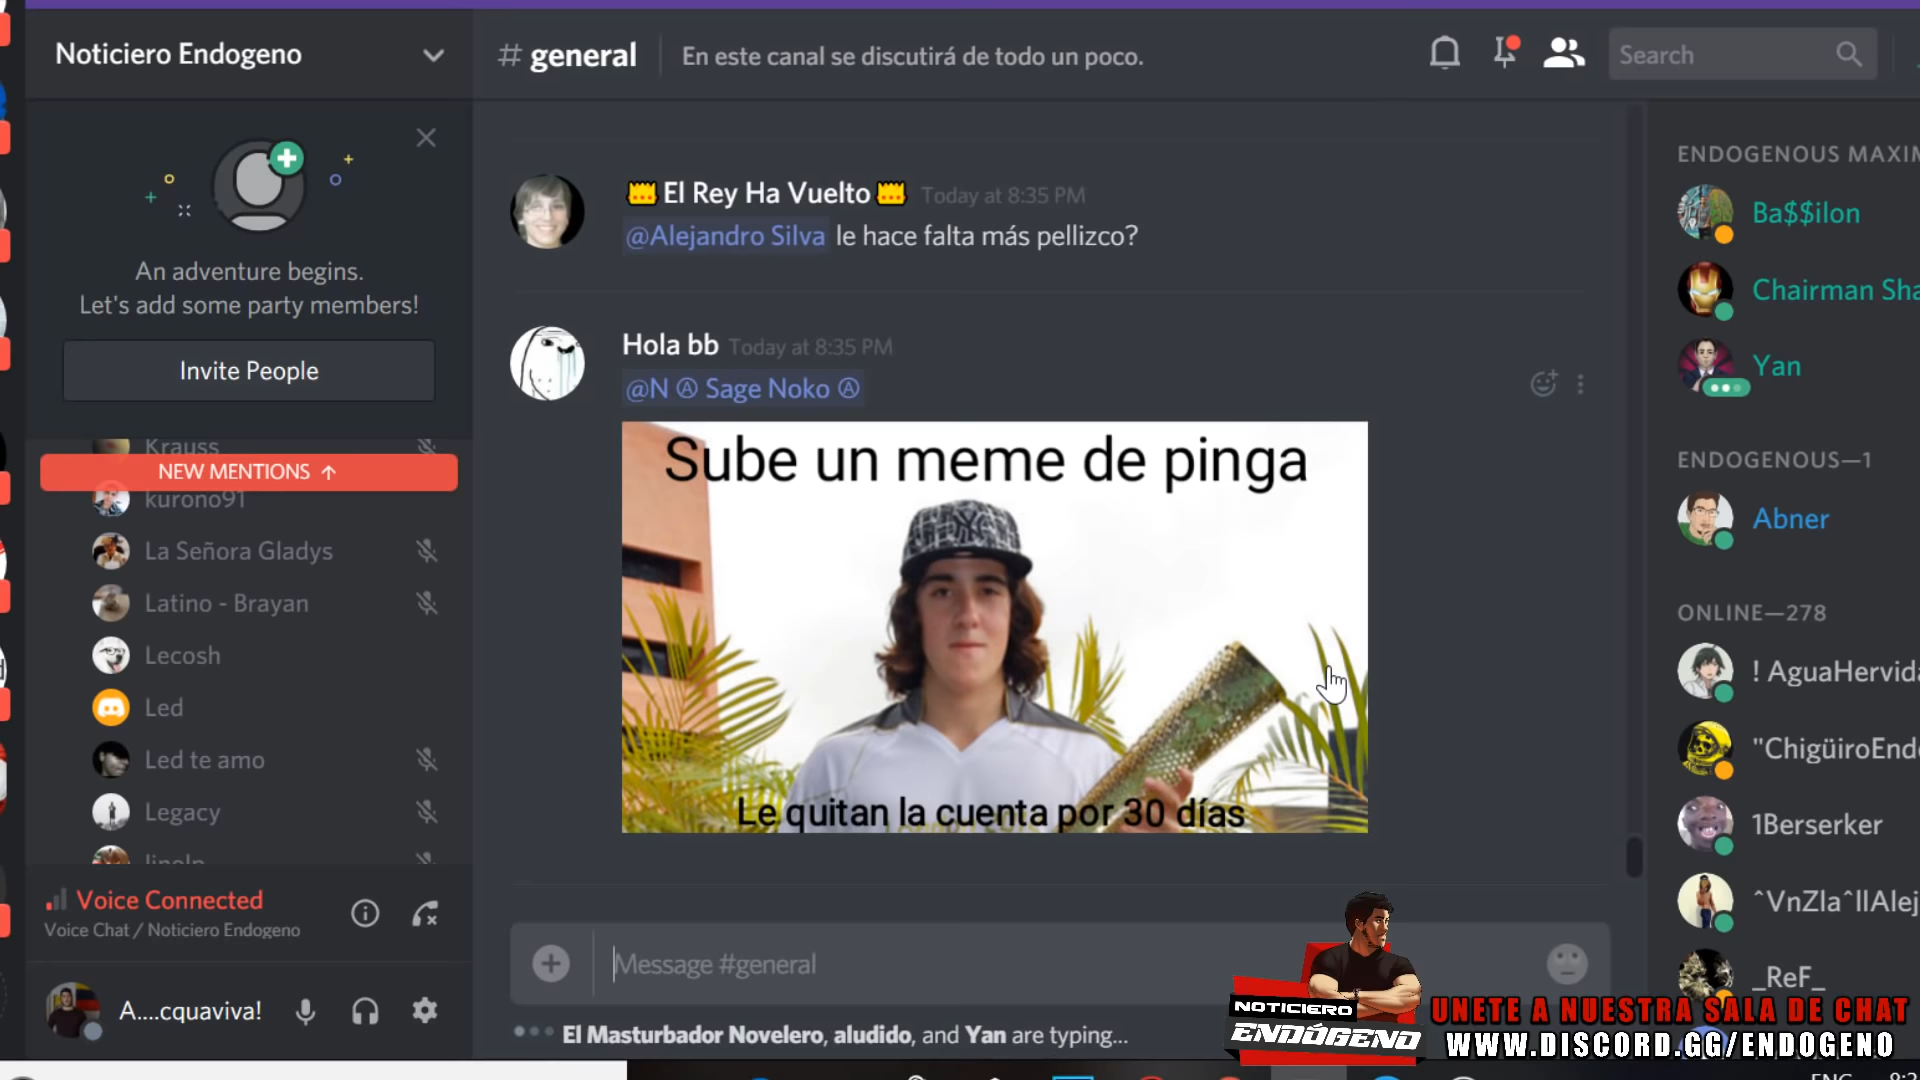 Noticiero Endogeno
# general
En este canal se discutirá de todo un poco.
Search
An adventure begins.
Let's add some party members!
Invite People
Krauss
NEW MENTIONS ↑
kurono91
La Señora Gladys
Latino - Brayan
Lecosh
Led
Led te amo
Legacy
Voice Connected
Voice Chat / Noticiero Endogeno
A....cquaviva!
El Rey Ha Vuelto Today at 8:35 PM
@Alejandro Silva le hace falta más pellizco?
Hola bb Today at 8:35 PM
@N Ⓐ Sage Noko Ⓐ
Sube un meme de pinga
Le quitan la cuenta por 30 días
Message #general
El Masturbador Novelero, aludido, and Yan are typing...
ENDOGENOUS MAXIM
Ba$$ilon
Chairman Sha
Yan
ENDOGENOUS—1
Abner
ONLINE—278
! AguaHervida
"ChigüiroEndo
1Berserker
^VnZla^llAlej
_ReF_
NOTICIERO
ENDÓGENO
UNETE A NUESTRA SALA DE CHAT
WWW.DISCORD.GG/ENDOGENO
ENG